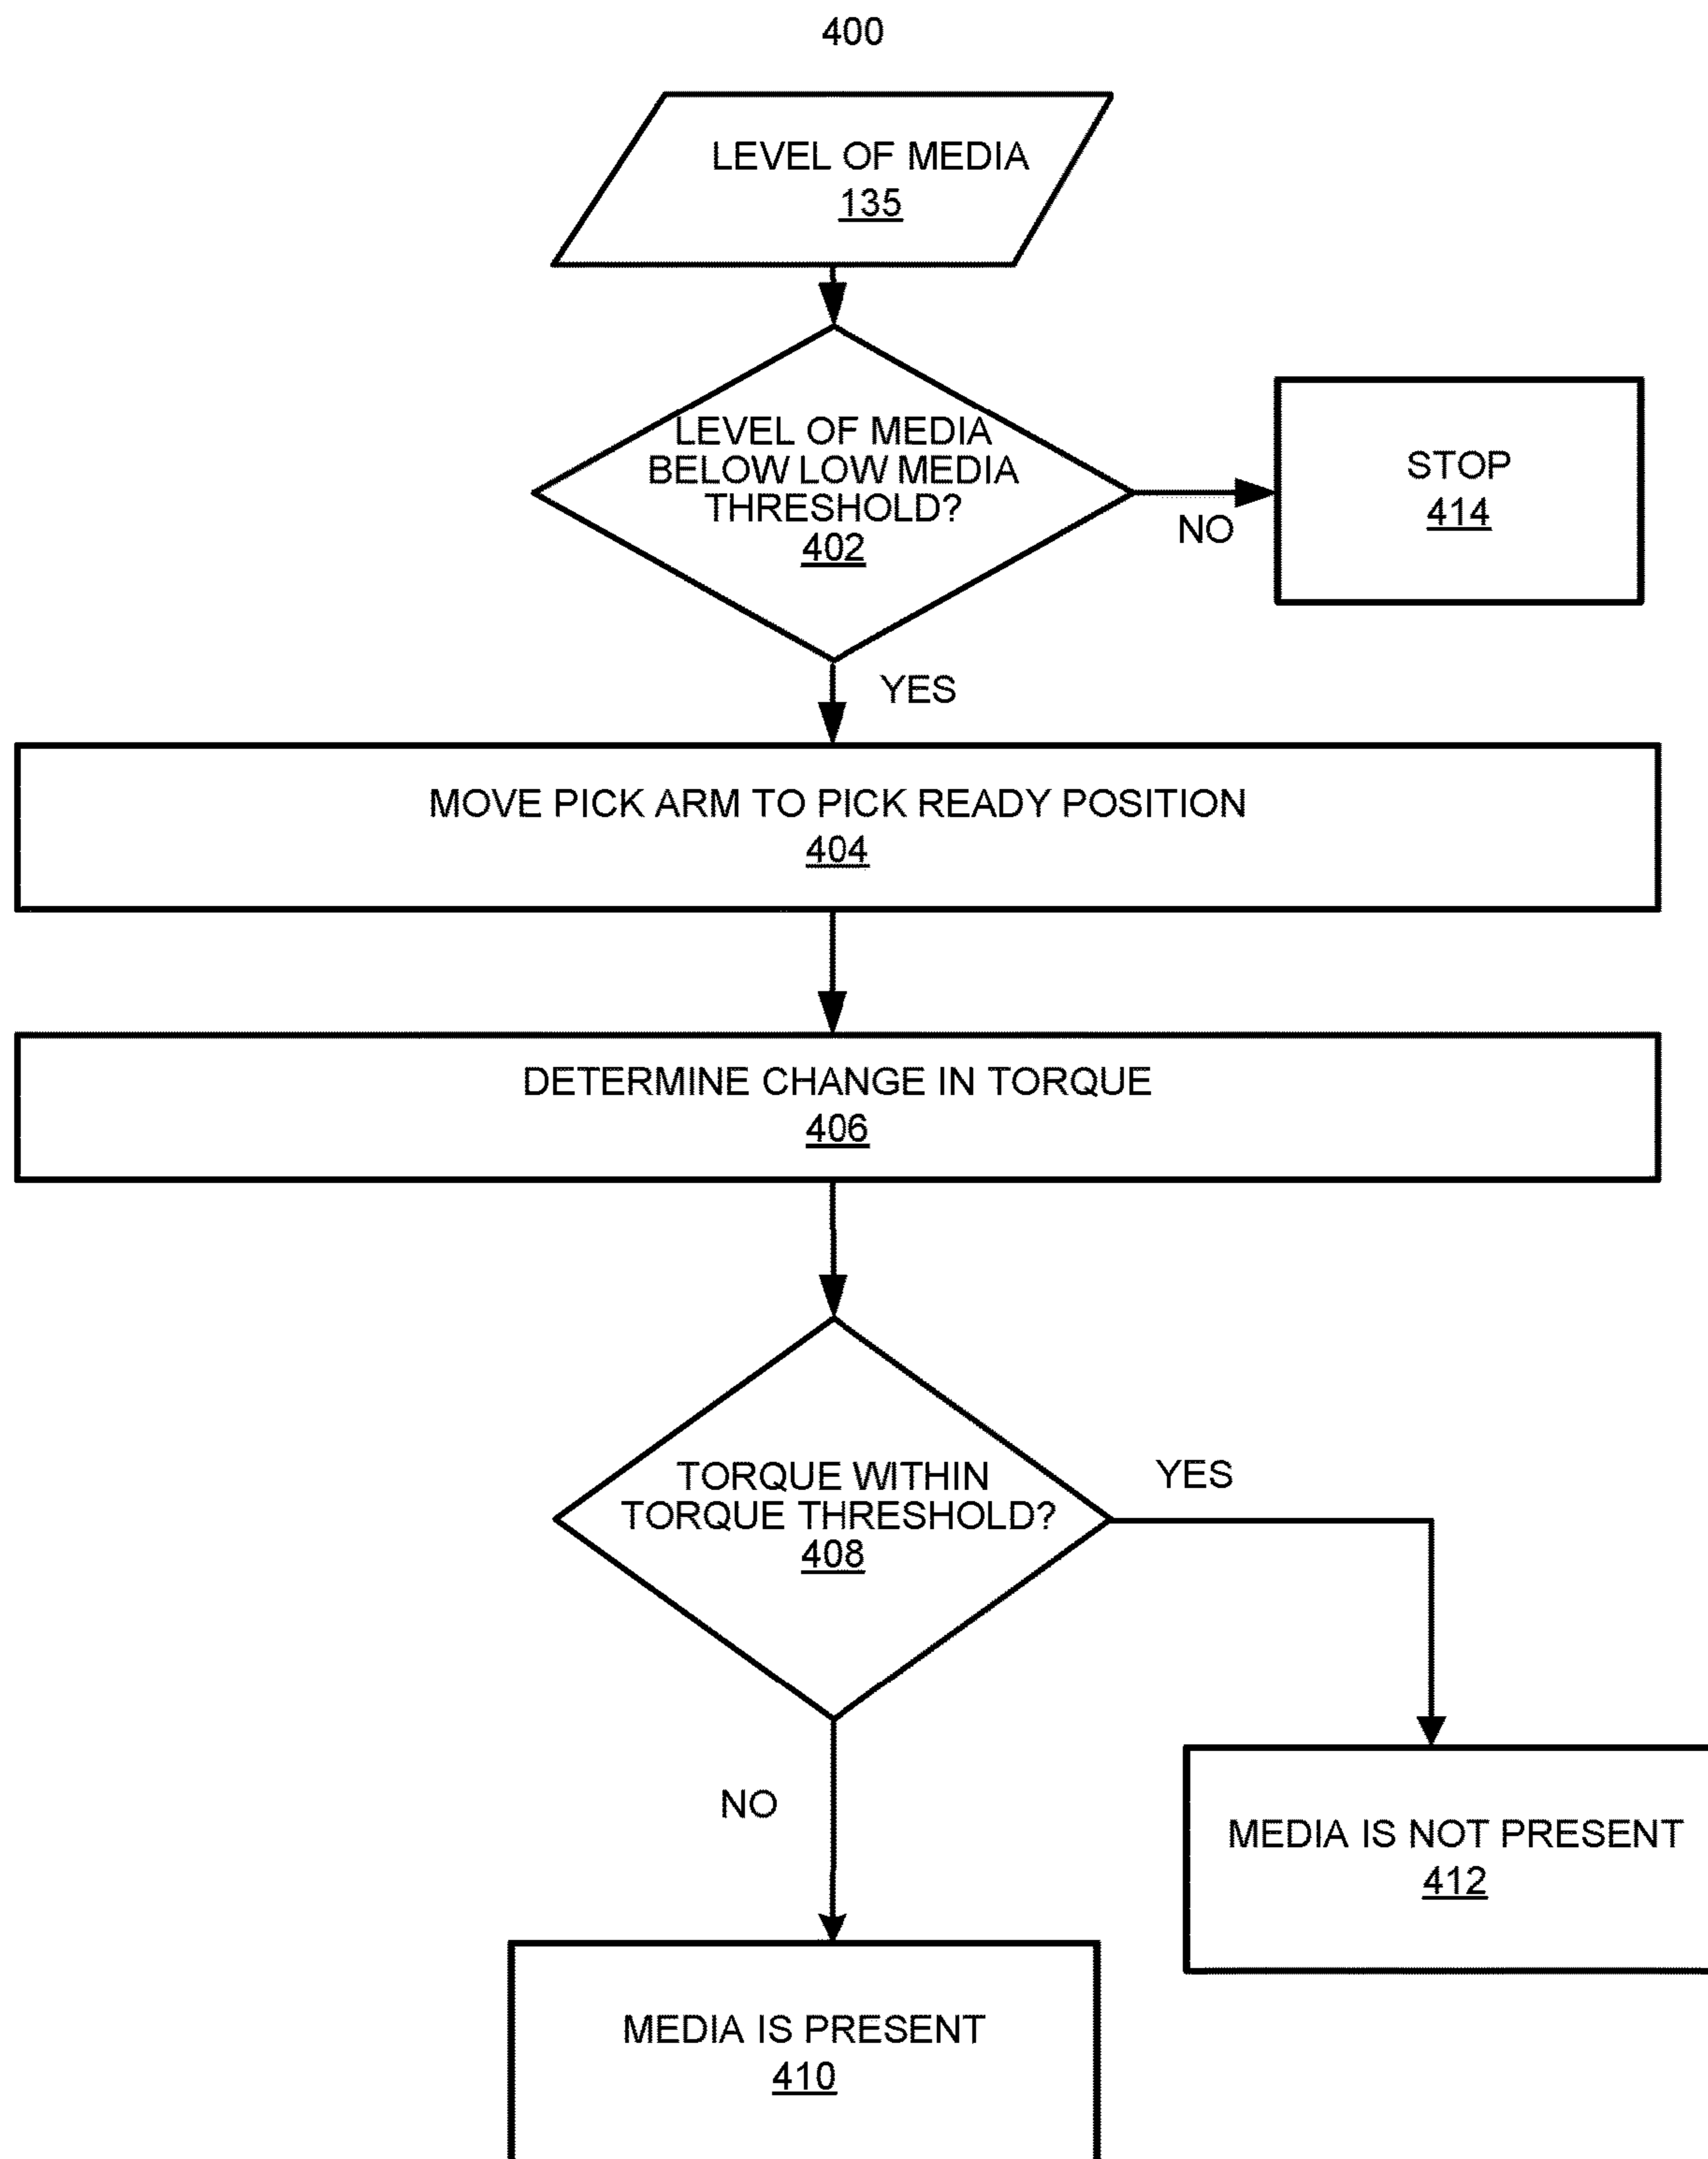 400
LEVEL OF MEDIA
135
LEVEL OF MEDIA
BELOW LOW MEDIA
THRESHOLD?
402
NO
STOP
414
YES
MOVE PICK ARM TO PICK READY POSITION
404
DETERMINE CHANGE IN TORQUE
406
TORQUE WITHIN
TORQUE THRESHOLD?
408
YES
NO
MEDIA IS NOT PRESENT
412
MEDIA IS PRESENT
410